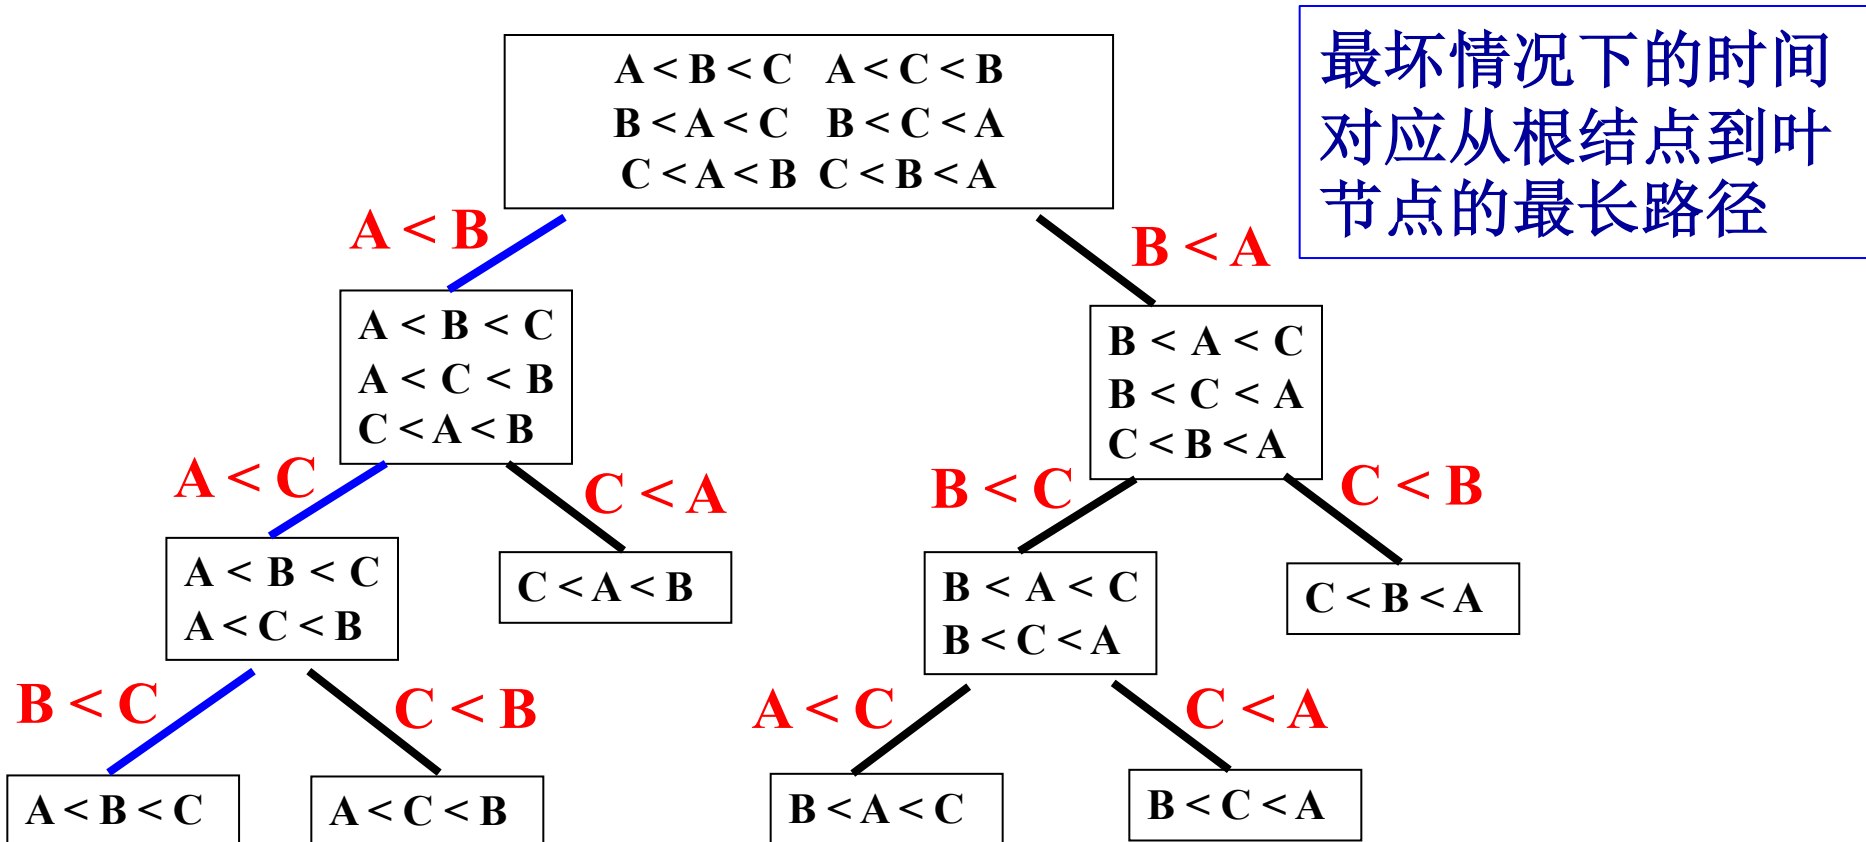 A < B < C A < C < B
B < A < C B < C < A
C < A < B C < B < A
最坏情况下的时间
对应从根结点到叶
节点的最长路径
A < B
B < A
A < B < C
A < C < B
C < A < B
B < A < C
B < C < A
C < B < A
A < C
C < A
B < C
C < B
A < B < C
A < C < B
C < A < B
B < A < C
B < C < A
C < B < A
B < C
C < B
A < C
C < A
A < B < C
A < C < B
B < A < C
B < C < A